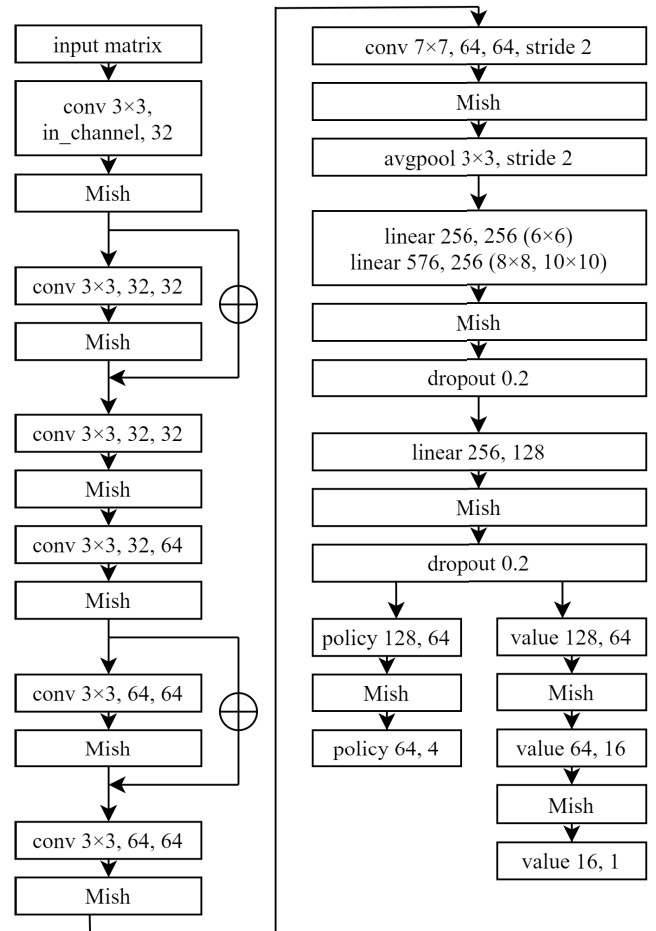 input matrix
conv 3×3,
in_channel, 32
Mish
conv 3×3, 32, 32
Mish
conv 3×3, 32, 32
Mish
conv 3×3, 32, 64
Mish
conv 3×3, 64, 64
Mish
conv 3×3, 64, 64
Mish
conv 7×7, 64, 64, stride 2
Mish
avgpool 3×3, stride 2
linear 256, 256 (6×6)
linear 576, 256 (8×8, 10×10)
Mish
dropout 0.2
linear 256, 128
Mish
dropout 0.2
policy 128, 64
Mish
policy 64, 4
value 128, 64
Mish
value 64, 16
Mish
value 16, 1